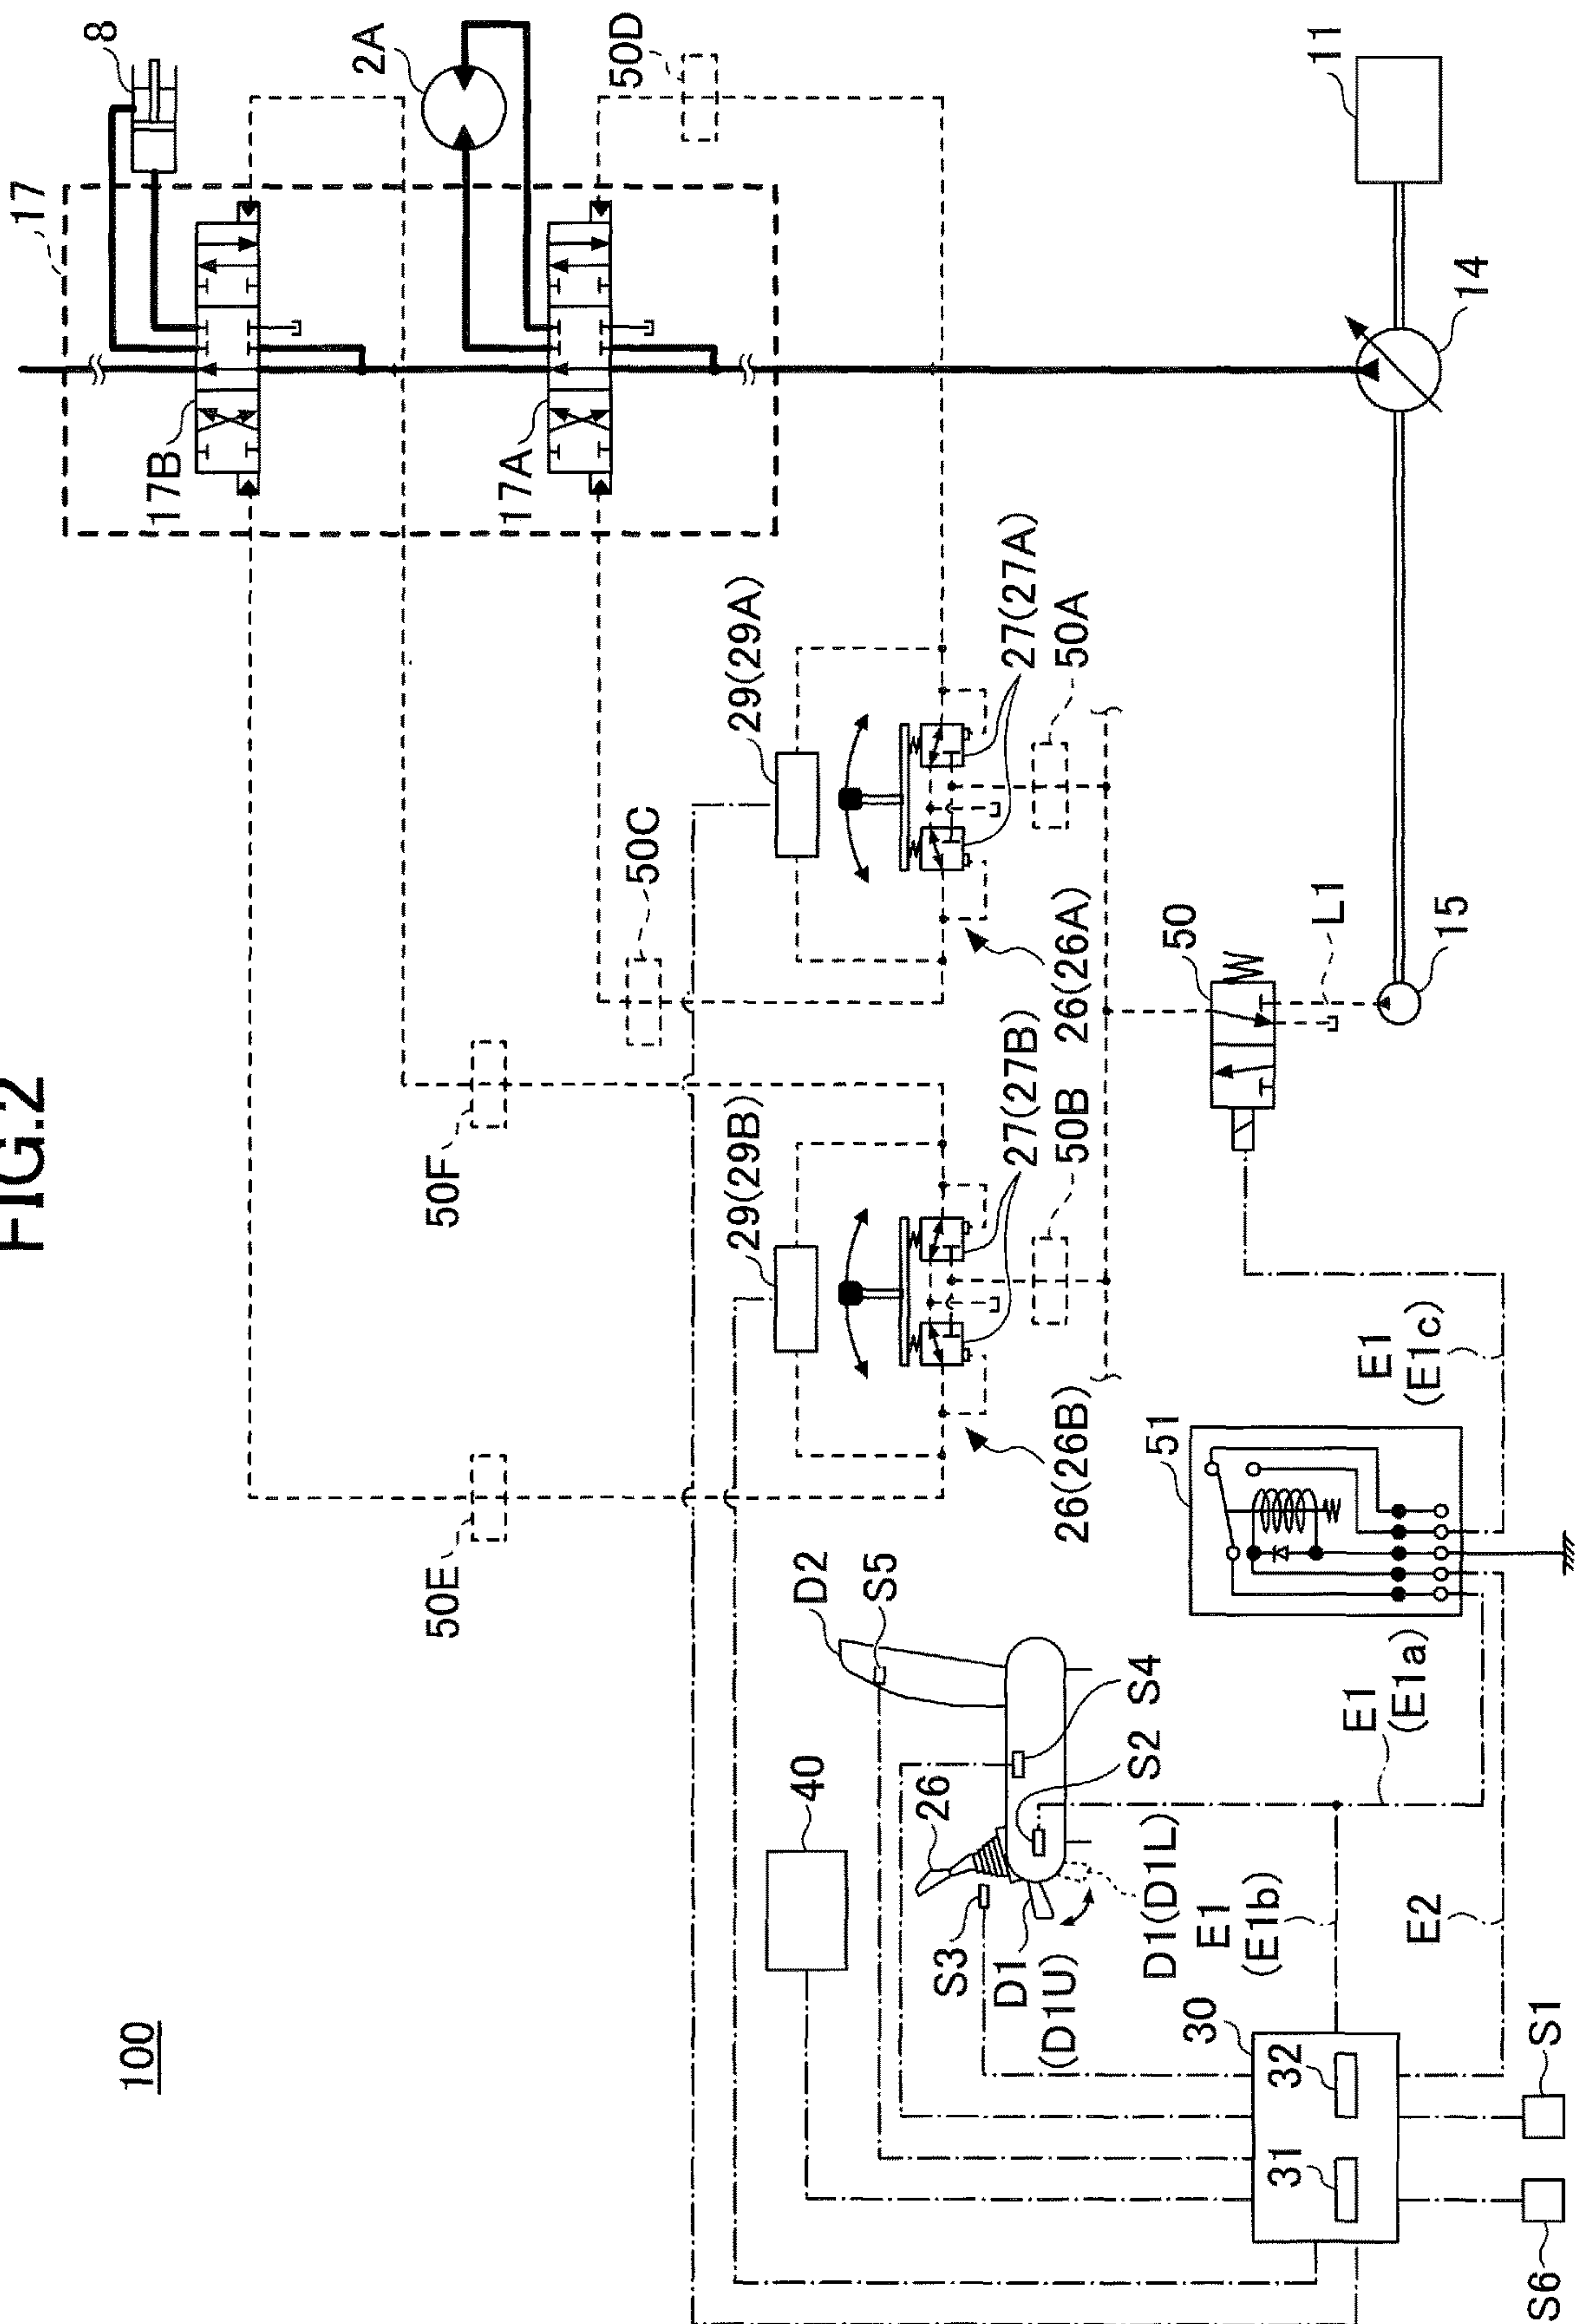 FIG.2
100
8
17
2A
50D
11
17B
17A
14
29(29A)
27(27A)
50A
50C
26(26A)
50
L1
15
50F
29(29B)
27(27B)
50B
50E
26(26B)
E1
(E1c)
51
D2
S5
S4
S2
40
26
S3
D1
(D1U)
D1(D1L)
E1
(E1b)
E1
(E1a)
E2
30
32
31
S1
S6